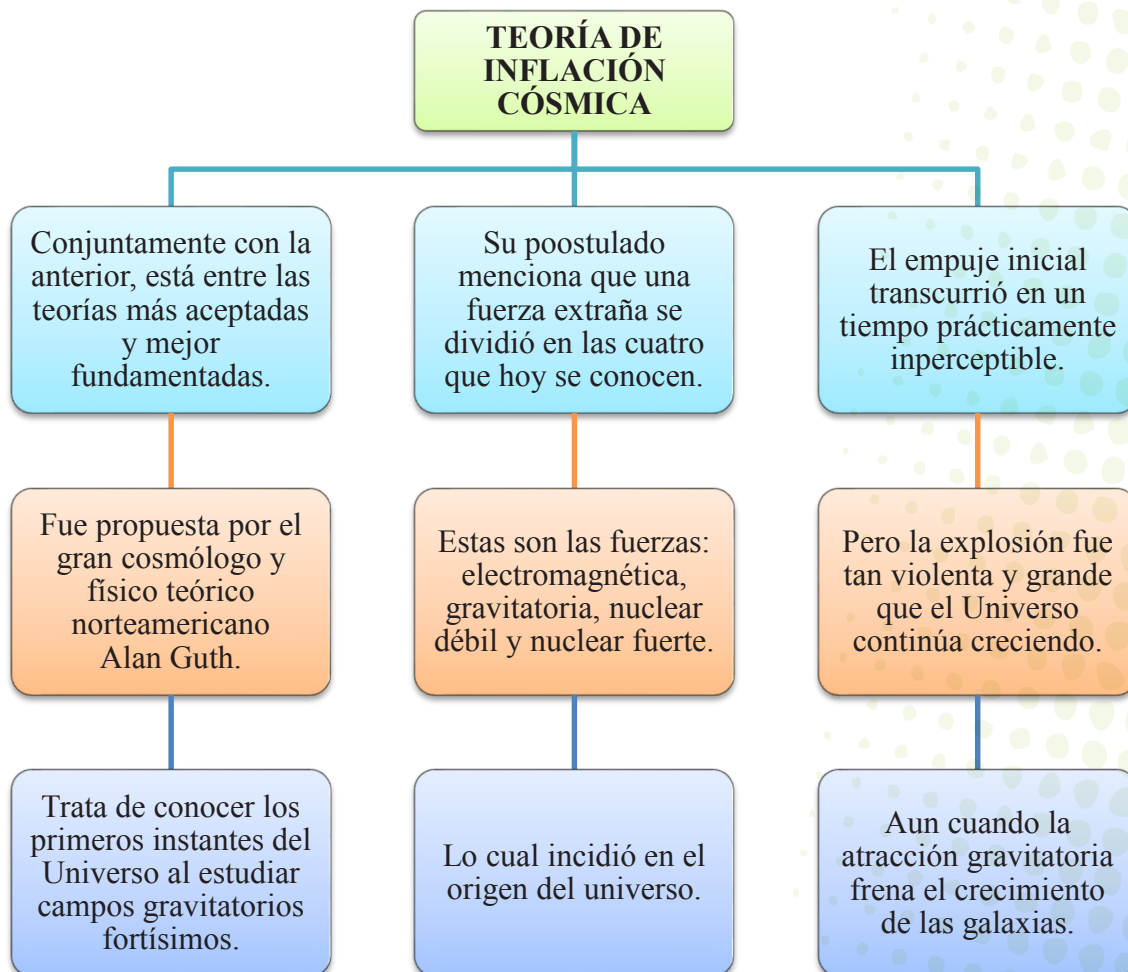 TEORÍA DE
INFLACIÓN
CÓSMICA
Conjuntamente con la
anterior, está entre las
teorías más aceptadas
y mejor
fundamentadas.
Su poostulado
menciona que una
fuerza extraña se
dividió en las cuatro
que hoy se conocen.
El empuje inicial
transcurrió en un
tiempo prácticamente
inperceptible.
Fue propuesta por el
gran cosmólogo y
físico teórico
norteamericano
Alan Guth.
Estas son las fuerzas:
electromagnética,
gravitatoria, nuclear
débil y nuclear fuerte.
Pero la explosión fue
tan violenta y grande
que el Universo
continúa creciendo.
Trata de conocer los
primeros instantes del
Universo al estudiar
campos gravitatorios
fortísimos.
Lo cual incidió en el
origen del universo.
Aun cuando la
atracción gravitatoria
frena el crecimiento
de las galaxias.